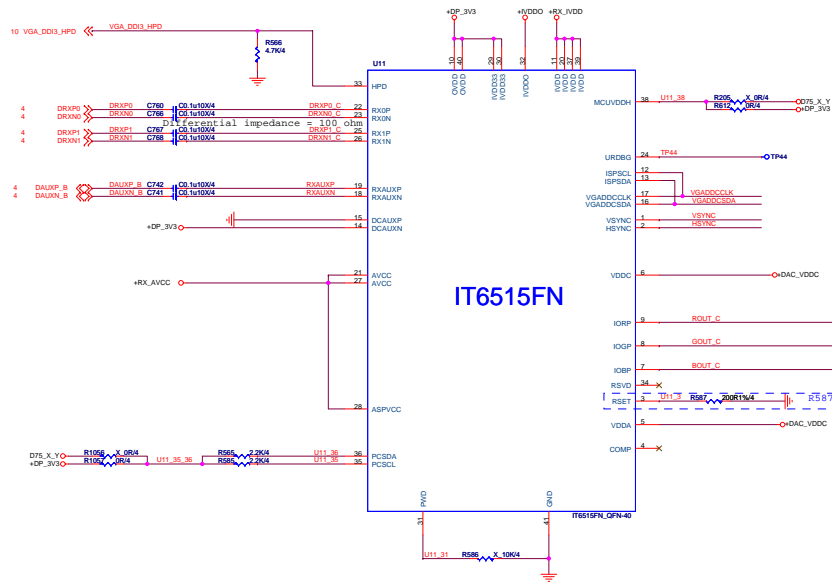 +DP_3V3
+IVDDO
+RX_IVDD
10 VGA_DDI3_HPD
VGA_DDI3_HPD
R566
4.7K/4
U11
10 OVDD
40 OVDD
29 IVDD33
30 IVDD33
32 IVDDO
11 IVDD
20 IVDD
37 IVDD
39 IVDD
33 HPD
MCUVDDH 38 U11_38
R205 X_0R/4 D75_X_Y
R612 0R/4 +DP_3V3
4 DRXP0 DRXP0 C760 C0.1u10X/4 DRXP0_C 22 RX0P
4 DRXN0 DRXN0 C766 C0.1u10X/4 DRXN0_C 23 RX0N
Differential impedance = 100 ohm
4 DRXP1 DRXP1 C767 C0.1u10X/4 DRXP1_C 25 RX1P
4 DRXN1 DRXN1 C768 C0.1u10X/4 DRXN1_C 26 RX1N
URDBG 24 TP44 TP44
ISPSCL 12
ISPSDA 13
4 DAUXP_B DAUXP_B C742 C0.1u10X/4 RXAUXP 19 RXAUXP
4 DAUXN_B DAUXN_B C741 C0.1u10X/4 RXAUXN 18 RXAUXN
VGADDCCLK 17 VGADDCCLK
VGADDCSDA 16 VGADDCSDA
15 DCAUXP
+DP_3V3 14 DCAUXN
VSYNC 1 VSYNC
HSYNC 2 HSYNC
21 AVCC
+RX_AVCC 27 AVCC
VDDC 6 +DAC_VDDC
IT6515FN
IORP 9 ROUT_C
IOGP 8 GOUT_C
IOBP 7 BOUT_C
RSVD 34
RSET 3 U11_3 R587 200R1%/4 R587
28 ASPVCC
VDDA 5 +DAC_VDDC
COMP 4
D75_X_Y R1056 X_0R/4 R565 2.2K/4 U11_36 36 PCSDA
+DP_3V3 R1057 0R/4 U11_35_36 R585 2.2K/4 U11_35 35 PCSCL
PWD 31
GND 41
IT6515FN_QFN-40
U11_31 R586 X_10K/4